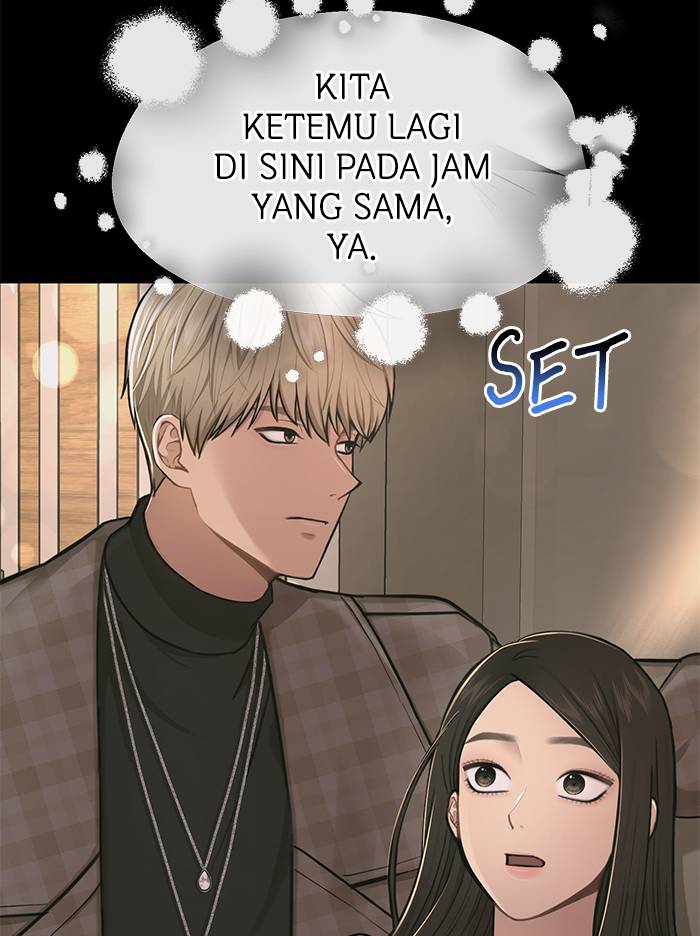 KITA
KETEMU LAGI
DI SINI PADA JAM
YANG SAMA,
YA.
SET